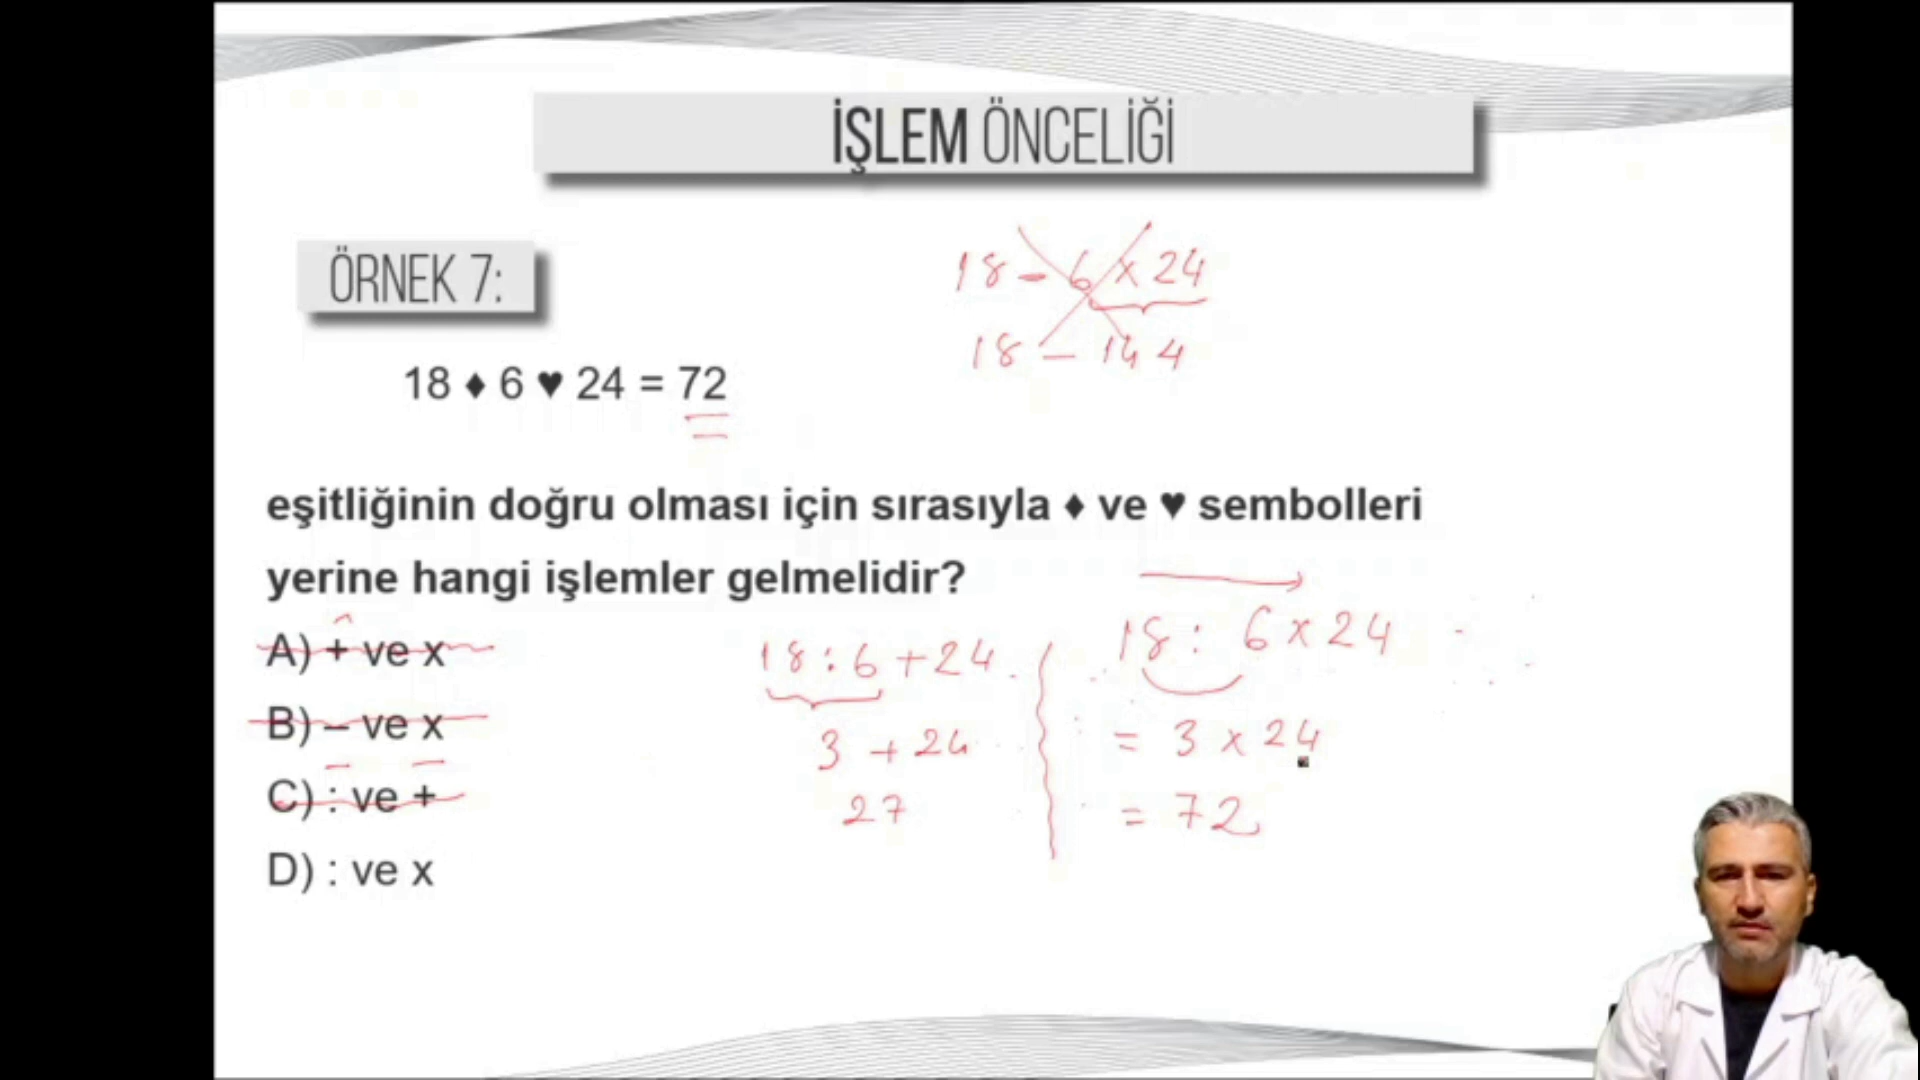 İŞLEM ÖNCELİĞİ
ÖRNEK 7:
18 - 6 x 24
18 - 144
18 ♦ 6 ♥ 24 = 72
eşitliğinin doğru olması için sırasıyla ♦ ve ♥ sembolleri
yerine hangi işlemler gelmelidir?
A) + ve x
B) – ve x
C) : ve +
D) : ve x
18 : 6 + 24
3 + 24
27
18 : 6 x 24
= 3 x 24
= 72